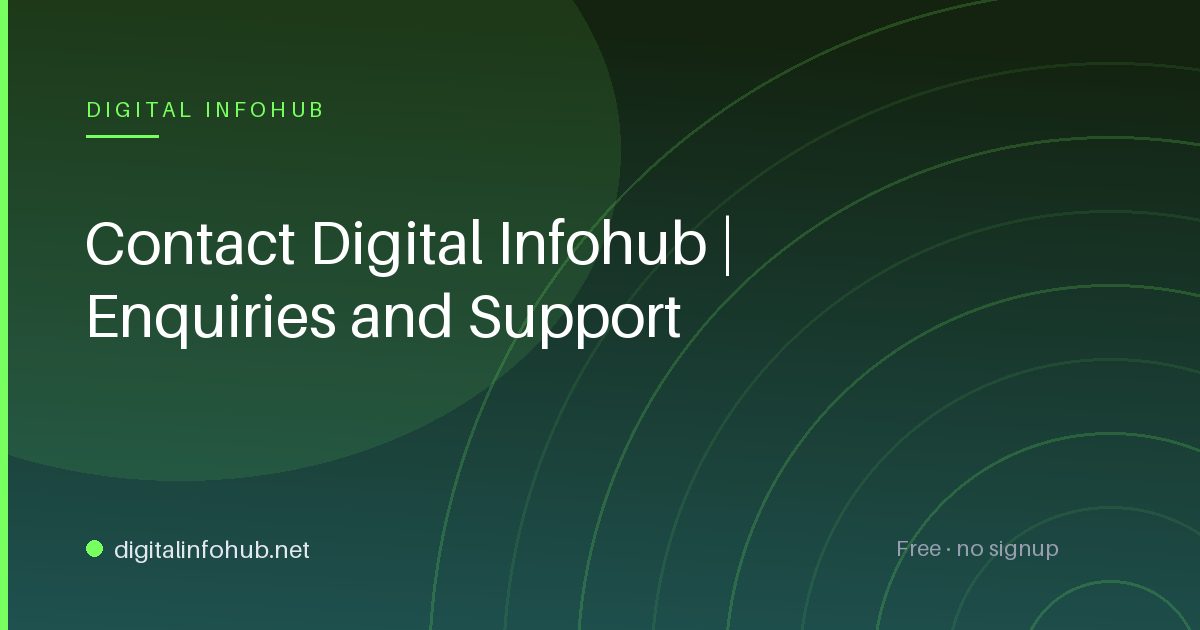 DIGITAL INFOHUB
Contact Digital Infohub |
Enquiries and Support
digitalinfohub.net
Free · no signup